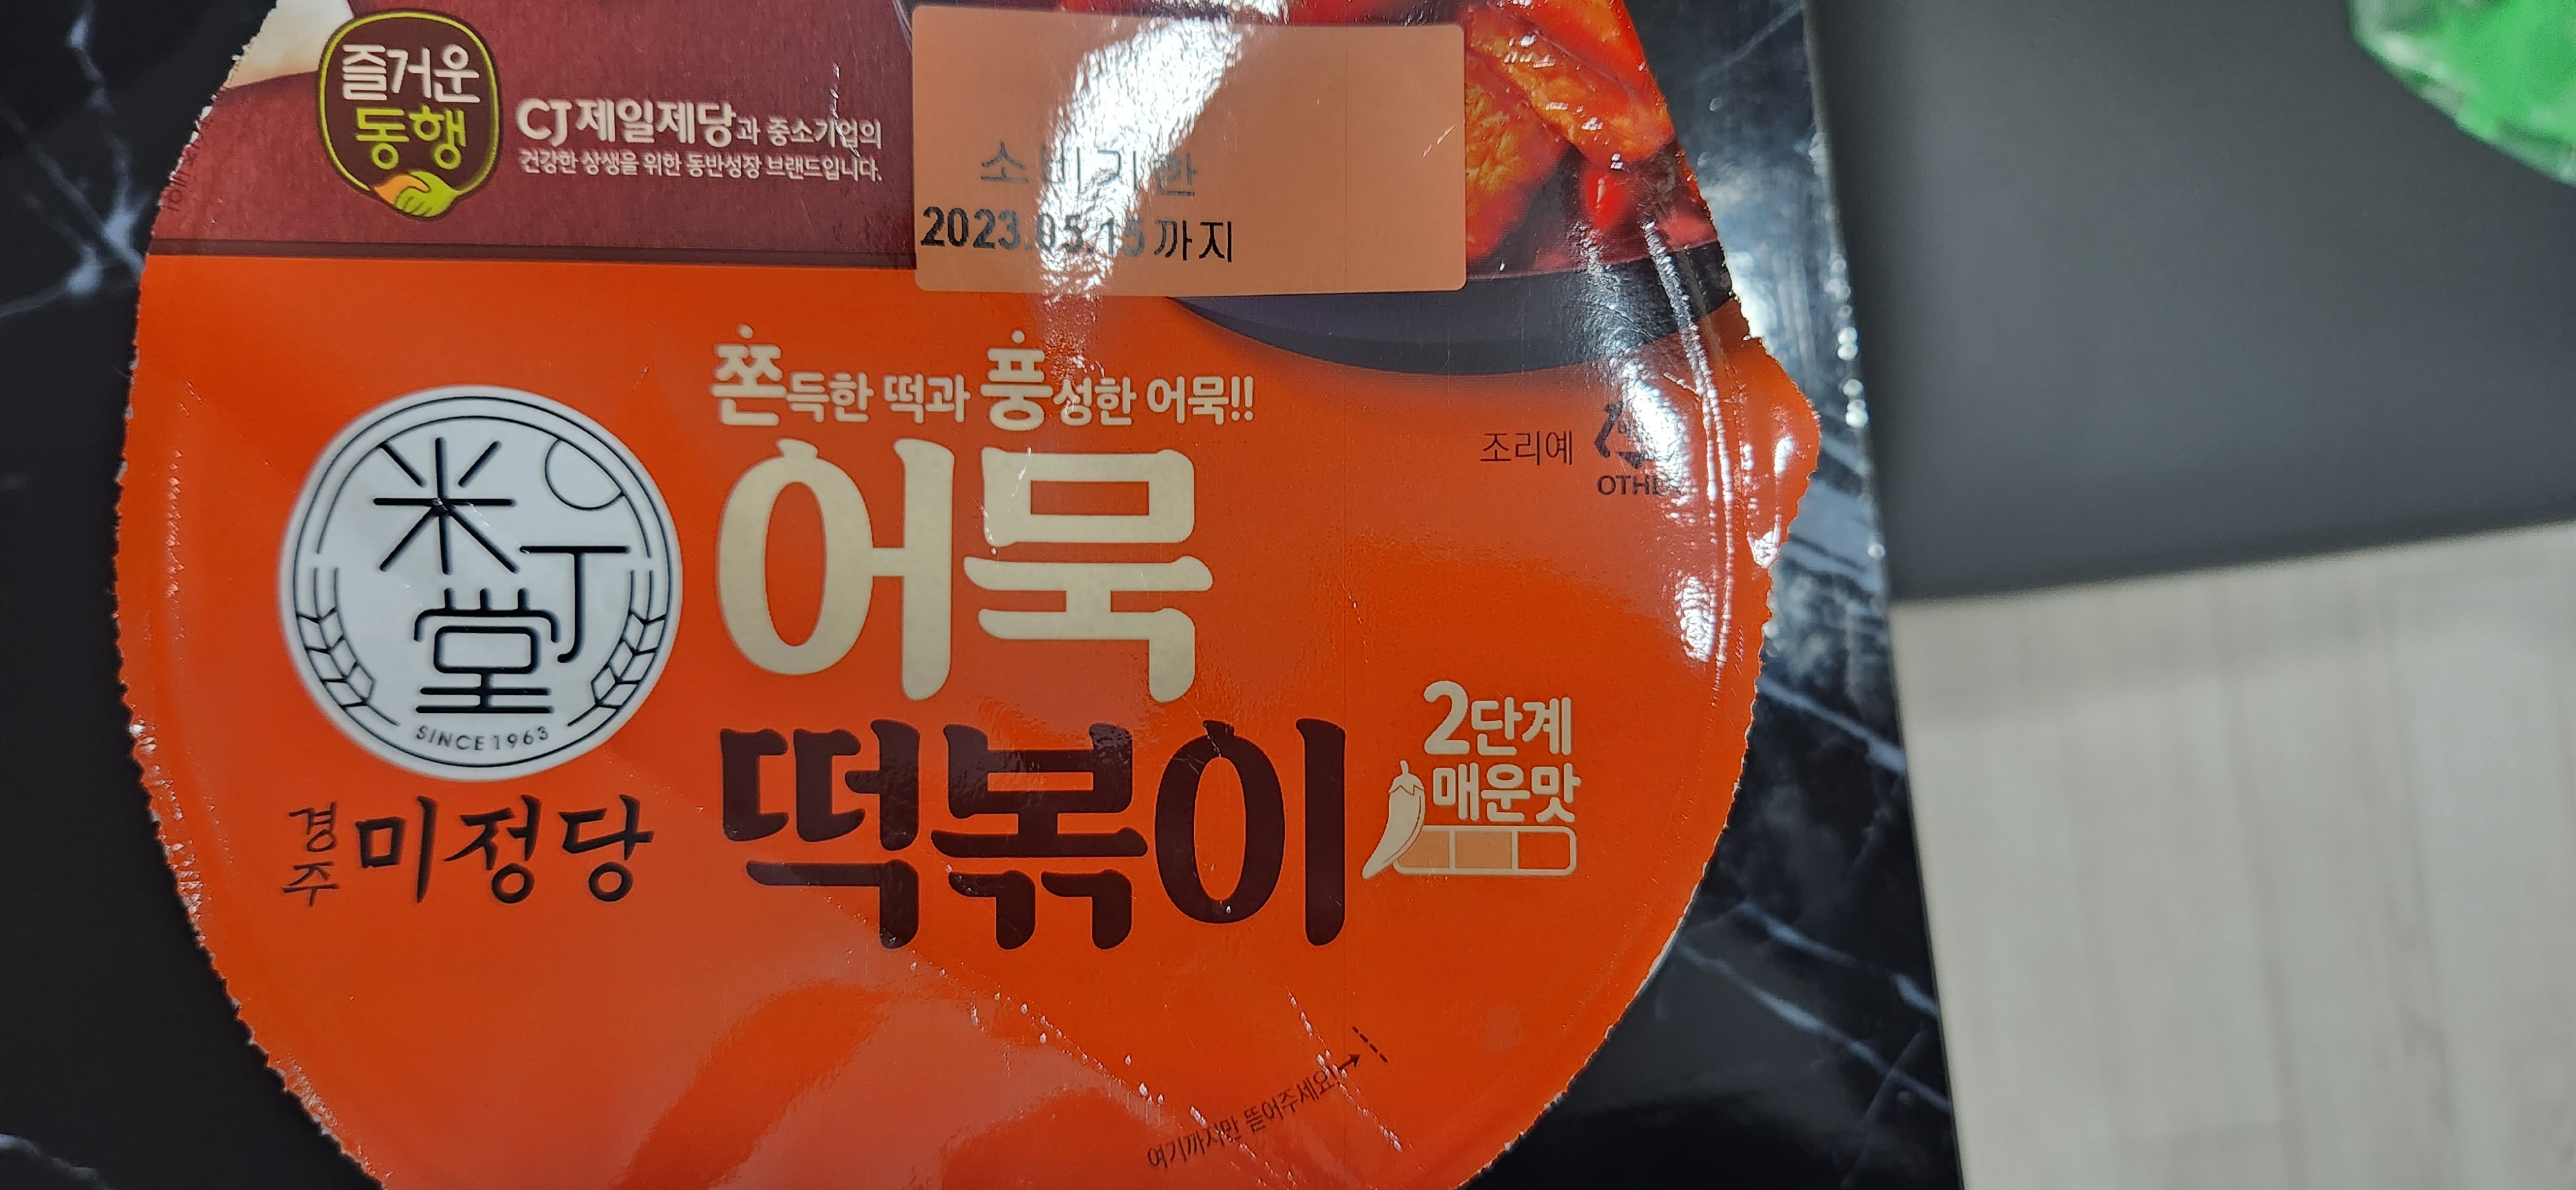 즐거운
동행
CJ제일제당과 중소기업의
건강한 상생을 위한 동반성장 브랜드입니다.
소비기한
2023.05.15까지
쫀득한 떡과 풍성한 어묵!!
어묵
떡볶이
조리예
OTHER
米丁堂
SINCE 1963
경주 미정당
2단계
매운맛
여기까지만 뜯어주세요!